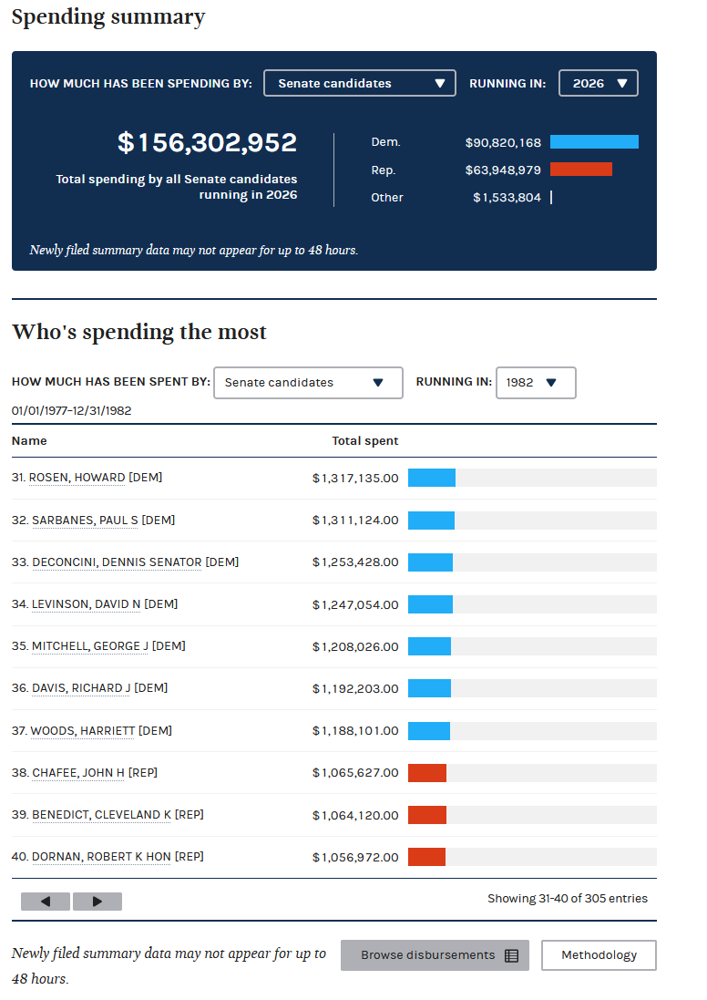 Spending summary
HOW MUCH HAS BEEN SPENDING BY: Senate candidates RUNNING IN: 2026
$156,302,952
Total spending by all Senate candidates
running in 2026
Dem. $90,820,168
Rep. $63,948,979
Other $1,533,804
Newly filed summary data may not appear for up to 48 hours.
Who's spending the most
HOW MUCH HAS BEEN SPENT BY: Senate candidates RUNNING IN: 1982
01/01/1977–12/31/1982
Name Total spent
31. ROSEN, HOWARD [DEM] $1,317,135.00
32. SARBANES, PAUL S [DEM] $1,311,124.00
33. DECONCINI, DENNIS SENATOR [DEM] $1,253,428.00
34. LEVINSON, DAVID N [DEM] $1,247,054.00
35. MITCHELL, GEORGE J [DEM] $1,208,026.00
36. DAVIS, RICHARD J [DEM] $1,192,203.00
37. WOODS, HARRIETT [DEM] $1,188,101.00
38. CHAFEE, JOHN H [REP] $1,065,627.00
39. BENEDICT, CLEVELAND K [REP] $1,064,120.00
40. DORNAN, ROBERT K HON [REP] $1,056,972.00
Showing 31-40 of 305 entries
Newly filed summary data may not appear for up to
48 hours.
Browse disbursements
Methodology